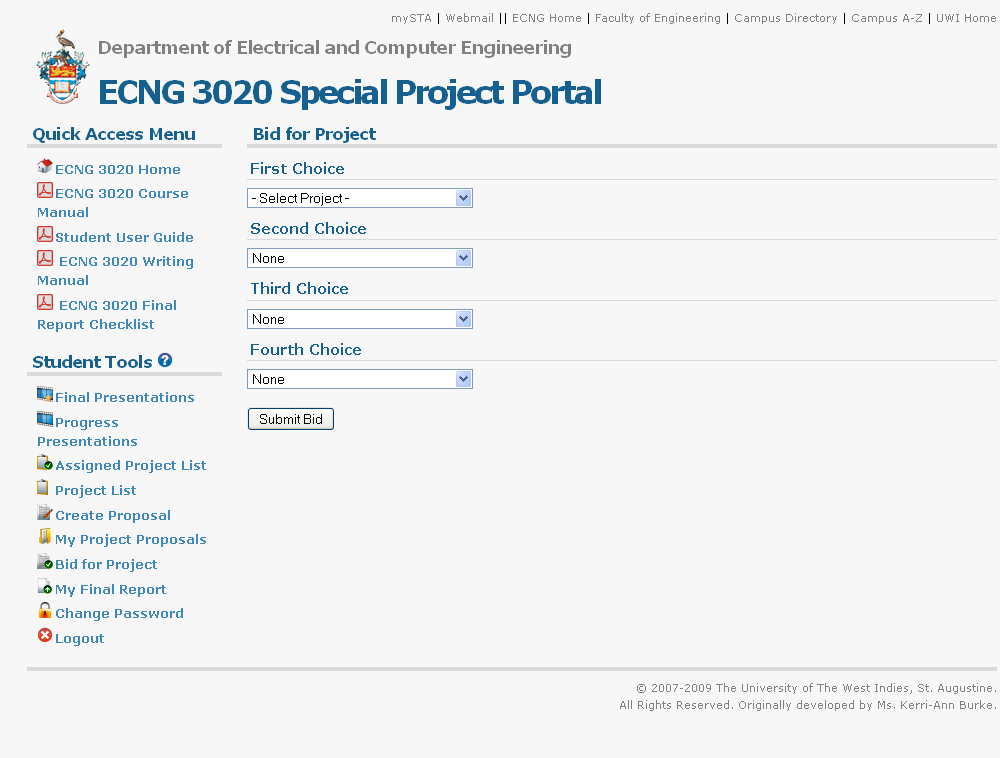 mySTA | Webmail || ECNG Home | Faculty of Engineering | Campus Directory | Campus A-Z | UWI Home
Department of Electrical and Computer Engineering
ECNG 3020 Special Project Portal
Quick Access Menu
ECNG 3020 Home
ECNG 3020 Course
Manual
Student User Guide
ECNG 3020 Writing
Manual
ECNG 3020 Final
Report Checklist
Student Tools ?
Final Presentations
Progress
Presentations
Assigned Project List
Project List
Create Proposal
My Project Proposals
Bid for Project
My Final Report
Change Password
Logout
Bid for Project
First Choice
- Select Project -
Second Choice
None
Third Choice
None
Fourth Choice
None
Submit Bid
© 2007-2009 The University of The West Indies, St. Augustine.
All Rights Reserved. Originally developed by Ms. Kerri-Ann Burke.